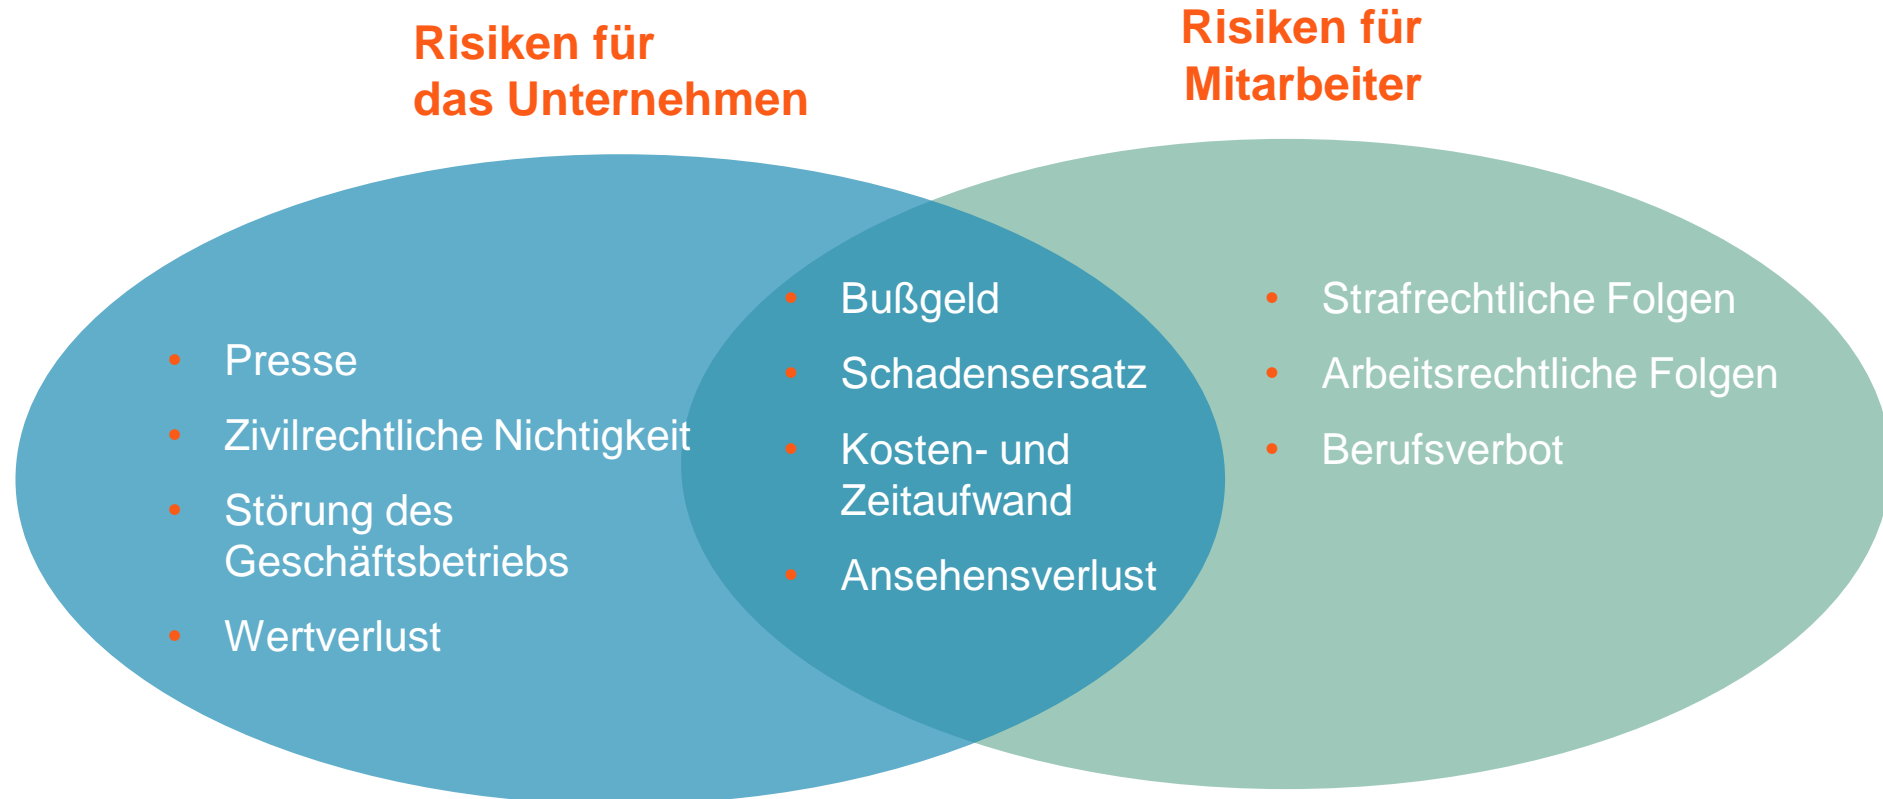 Risiken für
das Unternehmen
Risiken für
Mitarbeiter
• Presse
• Zivilrechtliche Nichtigkeit
• Störung des
Geschäftsbetriebs
• Wertverlust
• Bußgeld
• Schadensersatz
• Kosten- und
Zeitaufwand
• Ansehensverlust
• Strafrechtliche Folgen
• Arbeitsrechtliche Folgen
• Berufsverbot